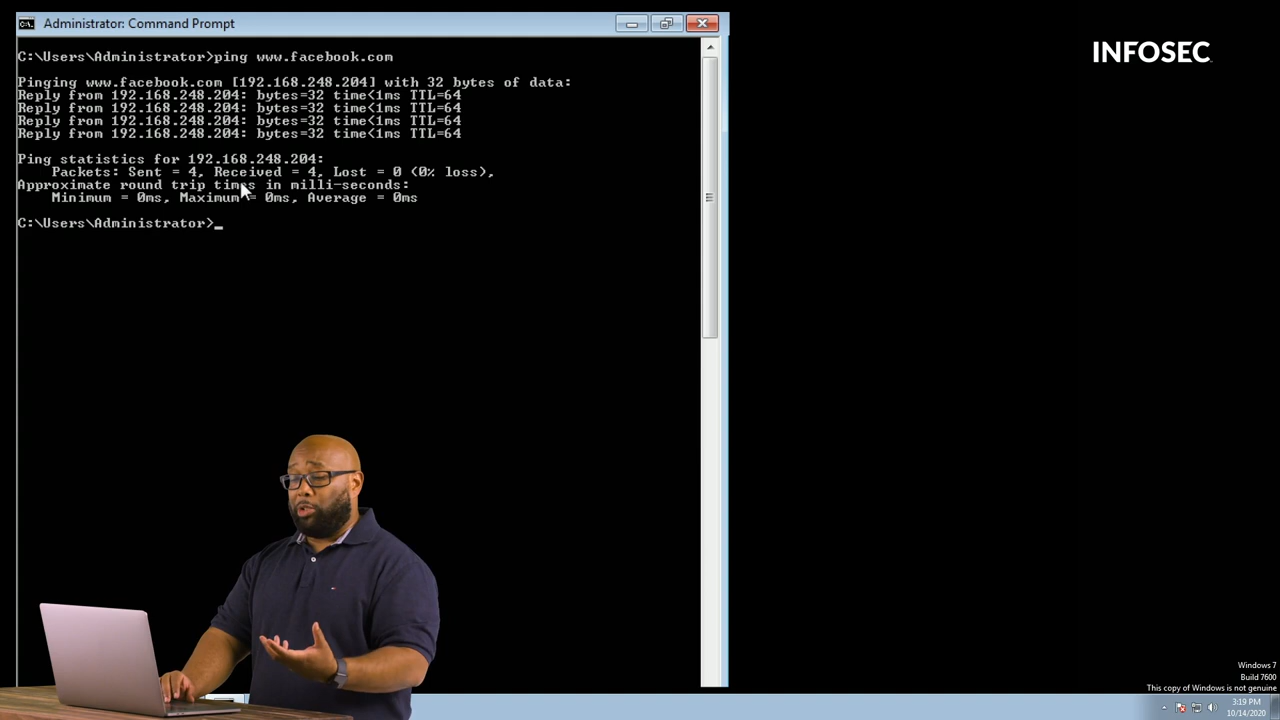 Administrator: Command Prompt
INFOSEC
C:\Users\Administrator>ping www.facebook.com
Pinging www.facebook.com [192.168.248.204] with 32 bytes of data:
Reply from 192.168.248.204: bytes=32 time<1ms TTL=64
Reply from 192.168.248.204: bytes=32 time<1ms TTL=64
Reply from 192.168.248.204: bytes=32 time<1ms TTL=64
Reply from 192.168.248.204: bytes=32 time<1ms TTL=64
Ping statistics for 192.168.248.204:
Packets: Sent = 4, Received = 4, Lost = 0 (0% loss),
Approximate round trip times in milli-seconds:
Minimum = 0ms, Maximum = 0ms, Average = 0ms
C:\Users\Administrator>_
Windows 7
Build 7600
This copy of Windows is not genuine
3:19 PM
10/14/2020